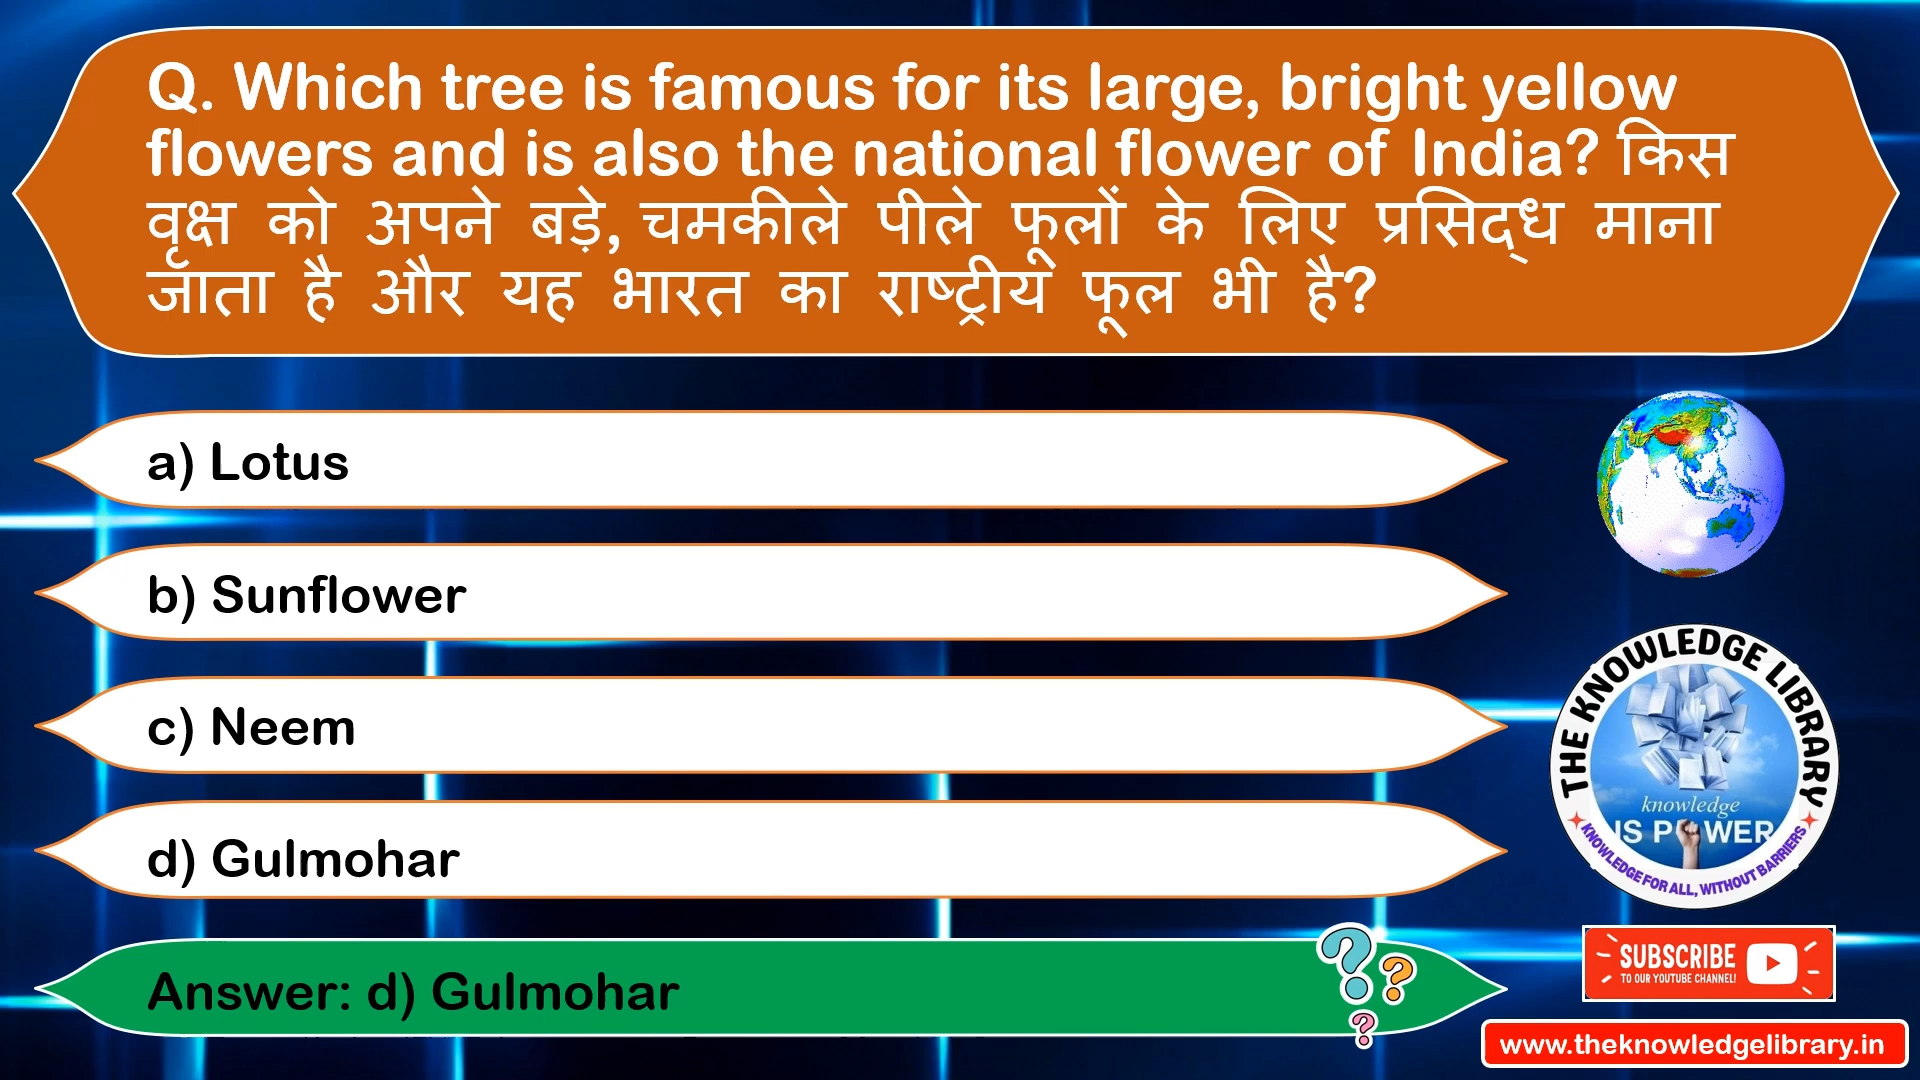 Q. Which tree is famous for its large, bright yellow
flowers and is also the national flower of India? किस
वृक्ष को अपने बड़े, चमकीले पीले फूलों के लिए प्रसिद्ध माना
जाता है और यह भारत का राष्ट्रीय फूल भी है?
a) Lotus
b) Sunflower
c) Neem
d) Gulmohar
Answer: d) Gulmohar
THE KNOWLEDGE LIBRARY
knowledge
IS POWER
KNOWLEDGE FOR ALL, WITHOUT BARRIERS
SUBSCRIBE
TO OUR YOUTUBE CHANNEL!
www.theknowledgelibrary.in